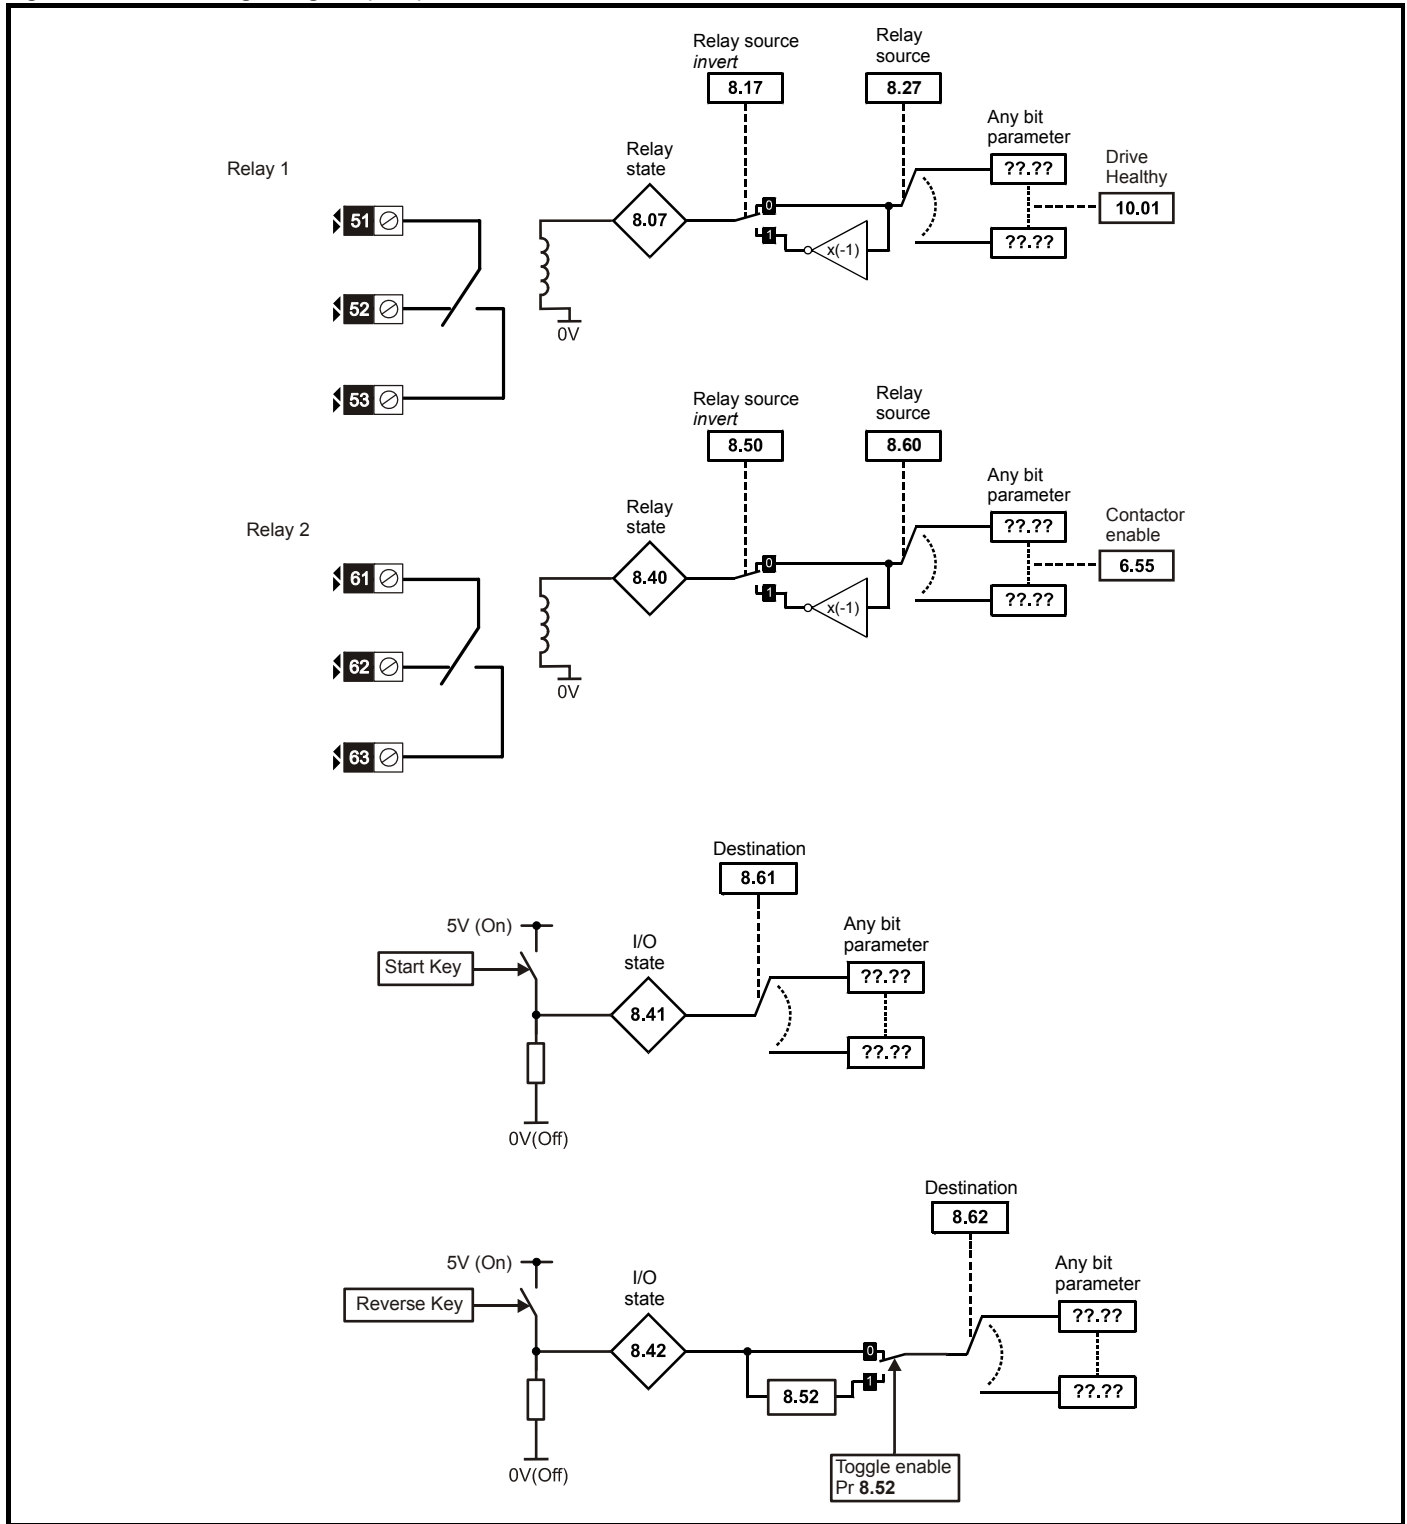 Relay source
invert
8.17
Relay
source
8.27
Any bit
parameter
??.??
??.??
Drive
Healthy
10.01
Relay 1
Relay
state
8.07
0
1
x(-1)
51
52
53
0V
Relay source
invert
8.50
Relay
source
8.60
Any bit
parameter
??.??
??.??
Contactor
enable
6.55
Relay 2
Relay
state
8.40
0
1
x(-1)
61
62
63
0V
Destination
8.61
5V (On)
Start Key
I/O
state
8.41
Any bit
parameter
??.??
??.??
0V(Off)
Destination
8.62
5V (On)
Reverse Key
I/O
state
8.42
0
1
8.52
Any bit
parameter
??.??
??.??
Toggle enable
Pr 8.52
0V(Off)